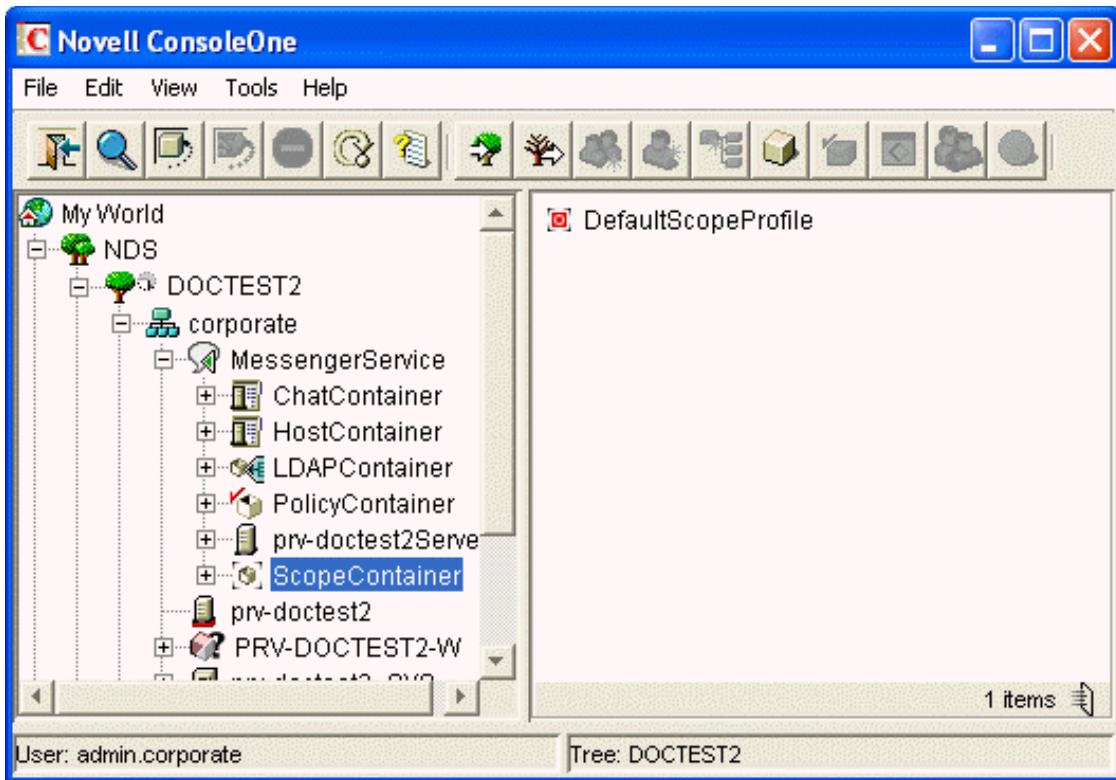 Novell ConsoleOne
File Edit View Tools Help
My World
NDS
DOCTEST2
corporate
MessengerService
ChatContainer
HostContainer
LDAPContainer
PolicyContainer
prv-doctest2Serve
ScopeContainer
prv-doctest2
PRV-DOCTEST2-W
DefaultScopeProfile
1 items
User: admin.corporate
Tree: DOCTEST2